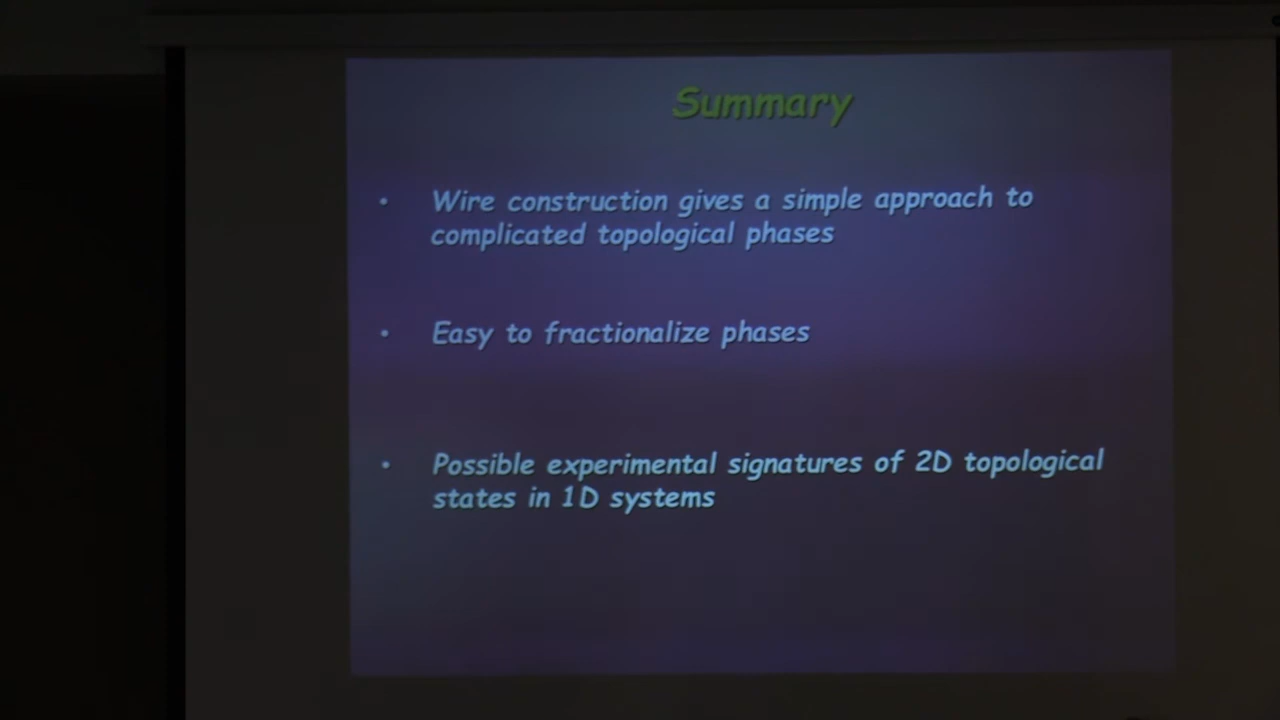 Summary
• Wire construction gives a simple approach to
complicated topological phases
• Easy to fractionalize phases
• Possible experimental signatures of 2D topological
states in 1D systems